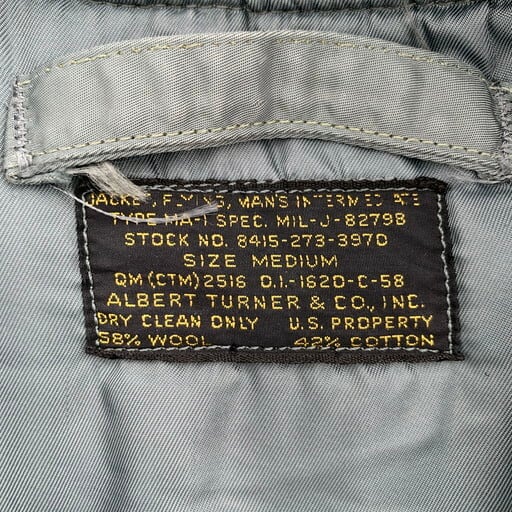 JACKET, FLYING, MAN'S INTERMEDIATE
TYPE MA-1 SPEC. MIL-J-8279B
STOCK NO. 8415-273-3970
SIZE MEDIUM
QM (CTM) 2516 O.I.-1620-C-58
ALBERT TURNER & CO., INC.
DRY CLEAN ONLY U.S. PROPERTY
58% WOOL 42% COTTON